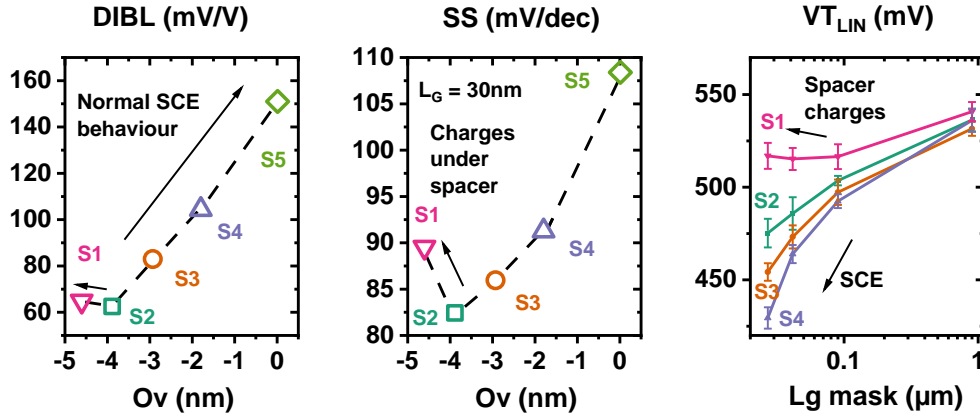 DIBL (mV/V)
160
140
120
100
80
60
Normal SCE
behaviour
S5
S4
S3
S2
S1
-5 -4 -3 -2 -1 0
Ov (nm)
SS (mV/dec)
110
105
100
95
90
85
80
L_G = 30nm
S5
Charges
under
spacer
S1
S4
S3
S2
-5 -4 -3 -2 -1 0
Ov (nm)
VT_LIN (mV)
550
500
450
Spacer
charges
S1
S2
S3
S4
SCE
0.1 1
Lg mask (µm)